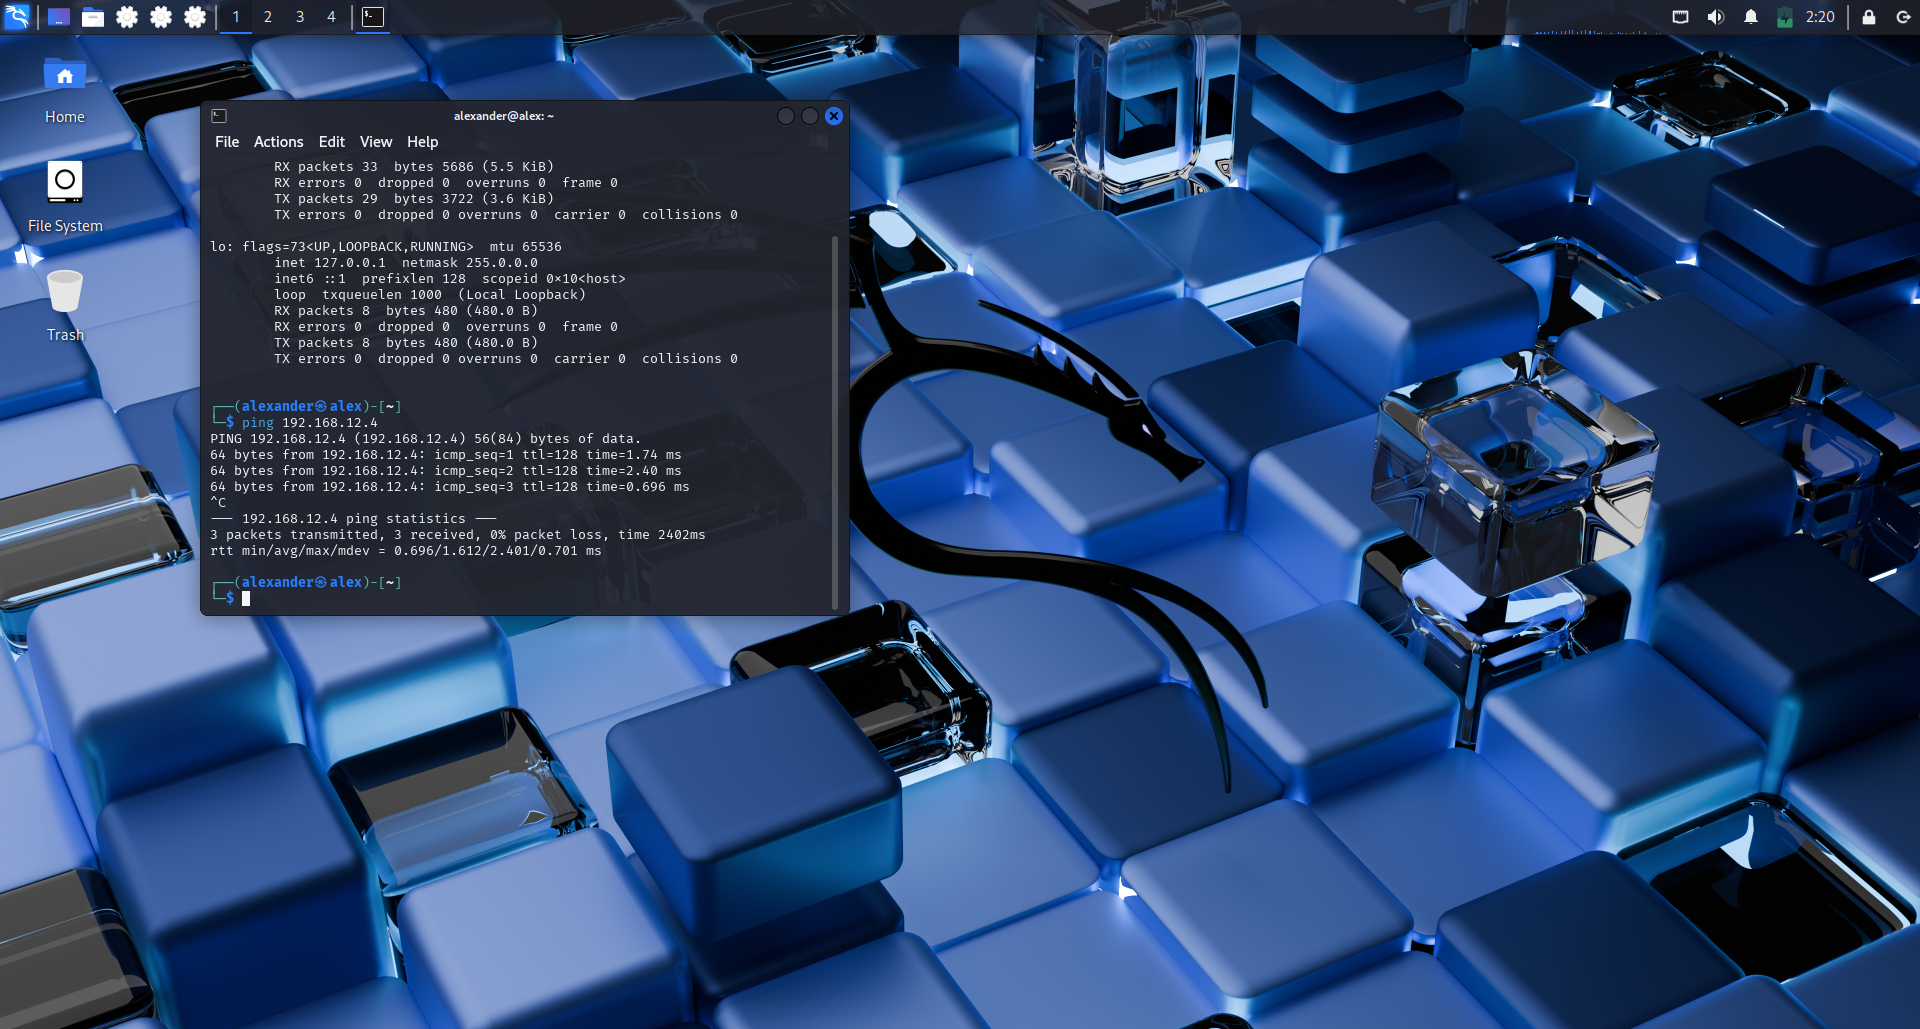 1 2 3 4
2:20
Home
File System
Trash
alexander@alex: ~
File Actions Edit View Help
RX packets 33  bytes 5686 (5.5 KiB)
RX errors 0  dropped 0  overruns 0  frame 0
TX packets 29  bytes 3722 (3.6 KiB)
TX errors 0  dropped 0 overruns 0  carrier 0  collisions 0
lo: flags=73<UP,LOOPBACK,RUNNING>  mtu 65536
inet 127.0.0.1  netmask 255.0.0.0
inet6 ::1  prefixlen 128  scopeid 0×10<host>
loop  txqueuelen 1000  (Local Loopback)
RX packets 8  bytes 480 (480.0 B)
RX errors 0  dropped 0  overruns 0  frame 0
TX packets 8  bytes 480 (480.0 B)
TX errors 0  dropped 0 overruns 0  carrier 0  collisions 0
┌──(alexander㉿alex)-[~]
└─$ ping 192.168.12.4
PING 192.168.12.4 (192.168.12.4) 56(84) bytes of data.
64 bytes from 192.168.12.4: icmp_seq=1 ttl=128 time=1.74 ms
64 bytes from 192.168.12.4: icmp_seq=2 ttl=128 time=2.40 ms
64 bytes from 192.168.12.4: icmp_seq=3 ttl=128 time=0.696 ms
^C
─── 192.168.12.4 ping statistics ───
3 packets transmitted, 3 received, 0% packet loss, time 2402ms
rtt min/avg/max/mdev = 0.696/1.612/2.401/0.701 ms
┌──(alexander㉿alex)-[~]
└─$